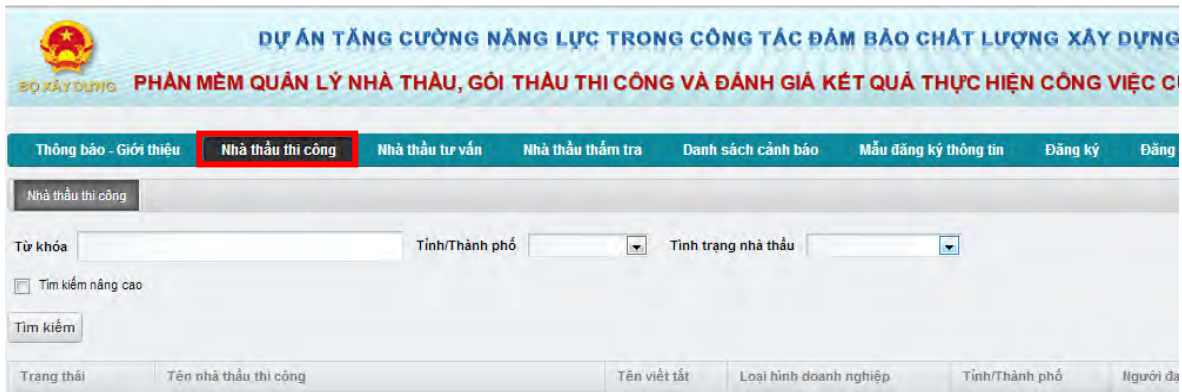 DỰ ÁN TĂNG CƯỜNG NĂNG LỰC TRONG CÔNG TÁC ĐẢM BẢO CHẤT LƯỢNG XÂY DỰNG
BỘ XÂY DỰNG PHẦN MỀM QUẢN LÝ NHÀ THẦU, GÓI THẦU THI CÔNG VÀ ĐÁNH GIÁ KẾT QUẢ THỰC HIỆN CÔNG VIỆC
Thông báo - Giới thiệu Nhà thầu thi công Nhà thầu tư vấn Nhà thầu thẩm tra Danh sách cảnh báo Mẫu đăng ký thông tin Đăng ký Đăng
Nhà thầu thi công
Từ khóa Tỉnh/Thành phố Tình trạng nhà thầu
Tìm kiếm nâng cao
Tìm kiếm
Trạng thái Tên nhà thầu thi công Tên viết tắt Loại hình doanh nghiệp Tỉnh/Thành phố Người